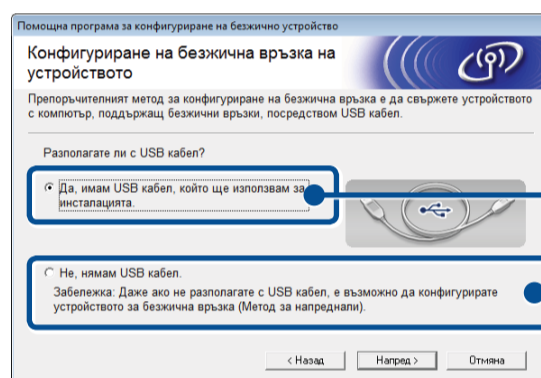 Помощна програма за конфигуриране на безжично устройство
Конфигуриране на безжична връзка на
устройството
Препоръчителният метод за конфигуриране на безжична връзка е да свържете устройството
с компютър, поддържащ безжични връзки, посредством USB кабел.
Разполагате ли с USB кабел?
Да, имам USB кабел, който ще използвам за
инсталацията.
Не, нямам USB кабел.
Забележка: Даже ако не разполагате с USB кабел, е възможно да конфигурирате
устройството за безжична връзка (Метод за напреднали).
< Назад
Напред >
Отмяна